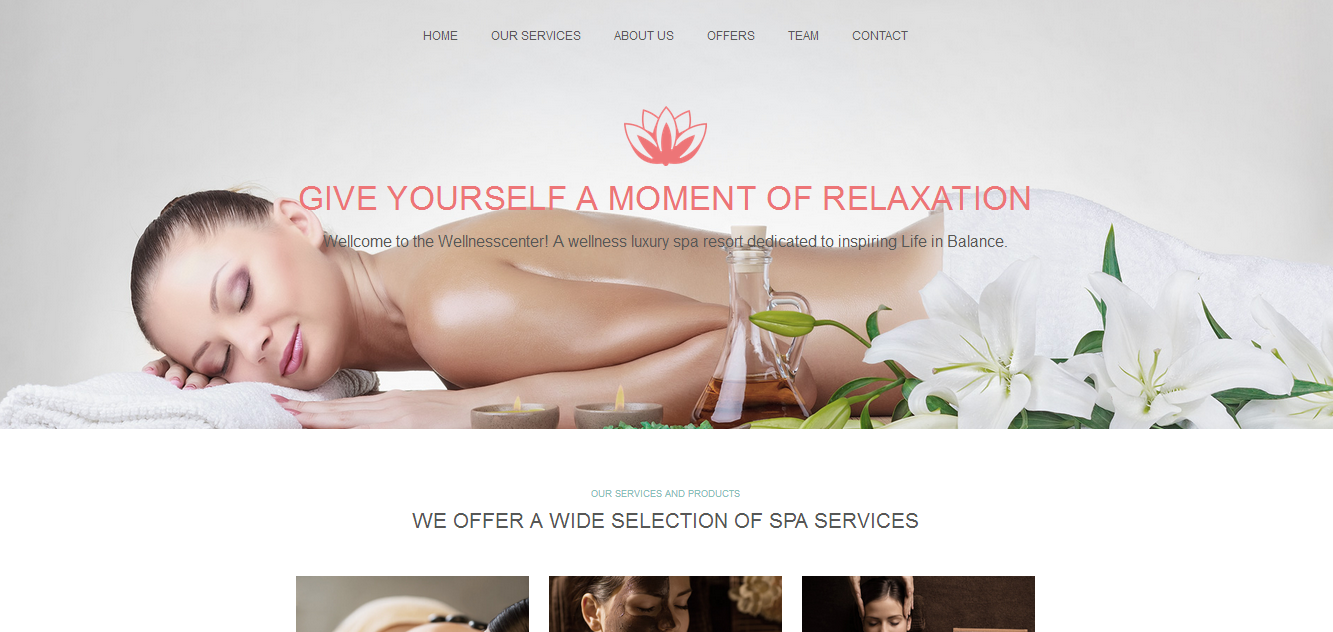 HOME OUR SERVICES ABOUT US OFFERS TEAM CONTACT
GIVE YOURSELF A MOMENT OF RELAXATION
Wellcome to the Wellnesscenter! A wellness luxury spa resort dedicated to inspiring Life in Balance.
OUR SERVICES AND PRODUCTS
WE OFFER A WIDE SELECTION OF SPA SERVICES